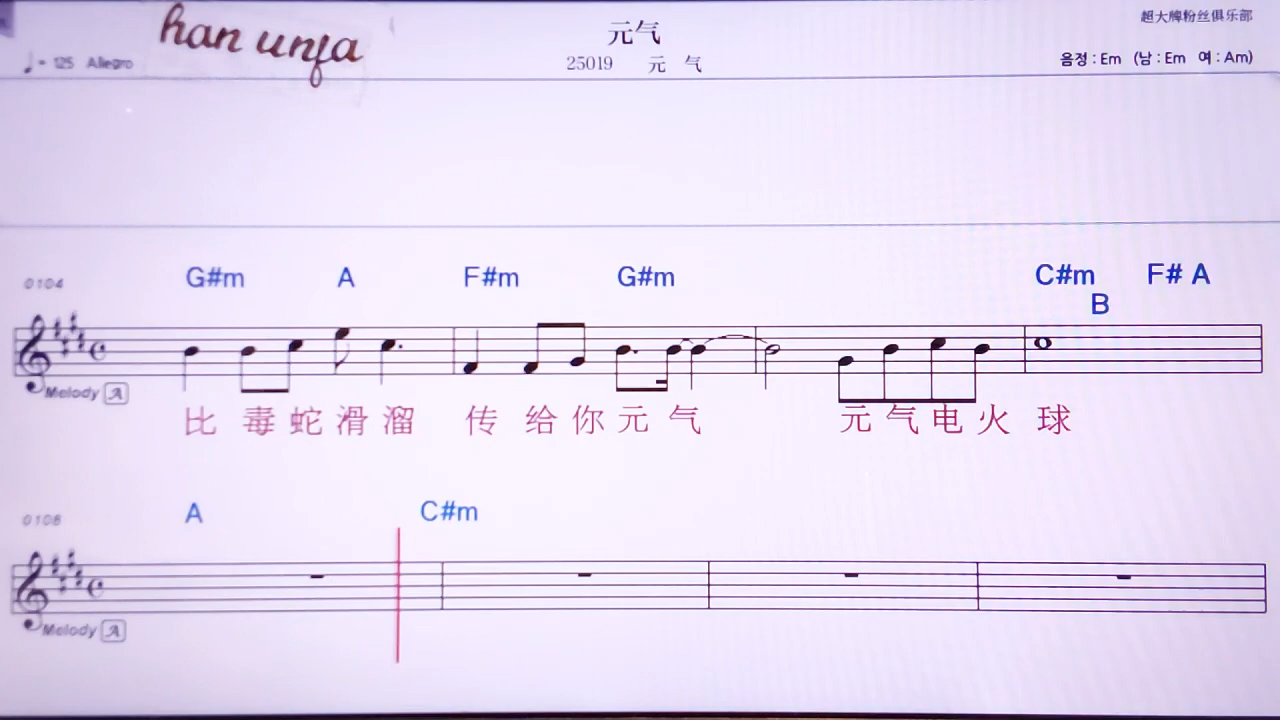 han unja
元气
超大牌粉丝俱乐部
♩= 125 Allegro
25019 元 气
음정 : Em (남 : Em 여 : Am)
0104
G#m A F#m G#m C#m F# A
B
Melody A
比 毒 蛇 滑 溜 传 给 你 元 气 元 气 电 火 球
0108
A C#m
Melody A